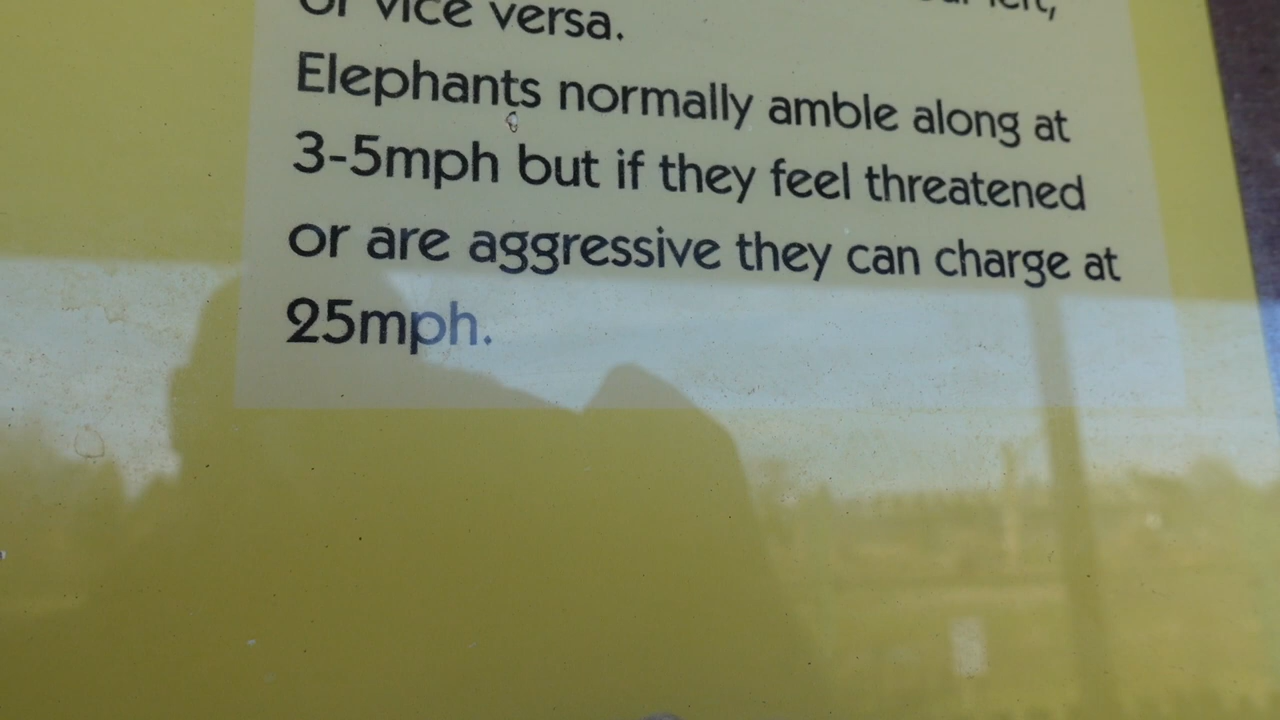 or vice versa.
Elephants normally amble along at
3-5mph but if they feel threatened
or are aggressive they can charge at
25mph.